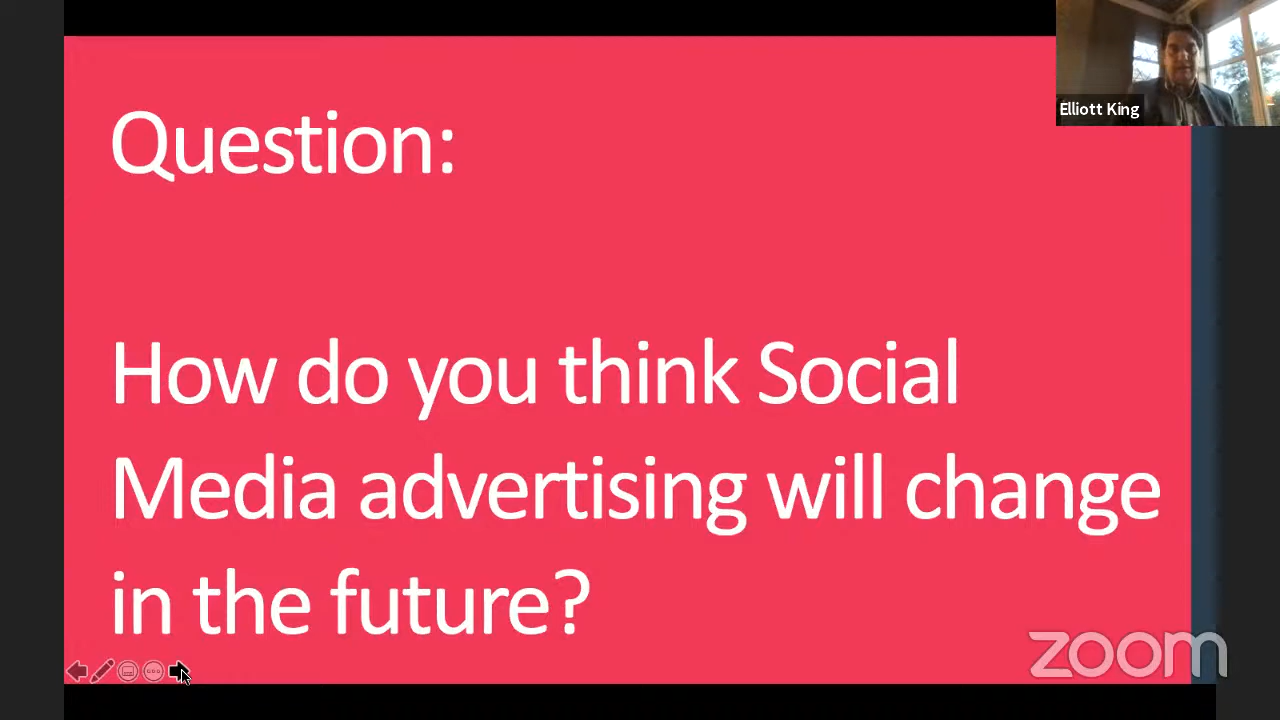 Elliott King
Question:
How do you think Social
Media advertising will change
in the future?
zoom